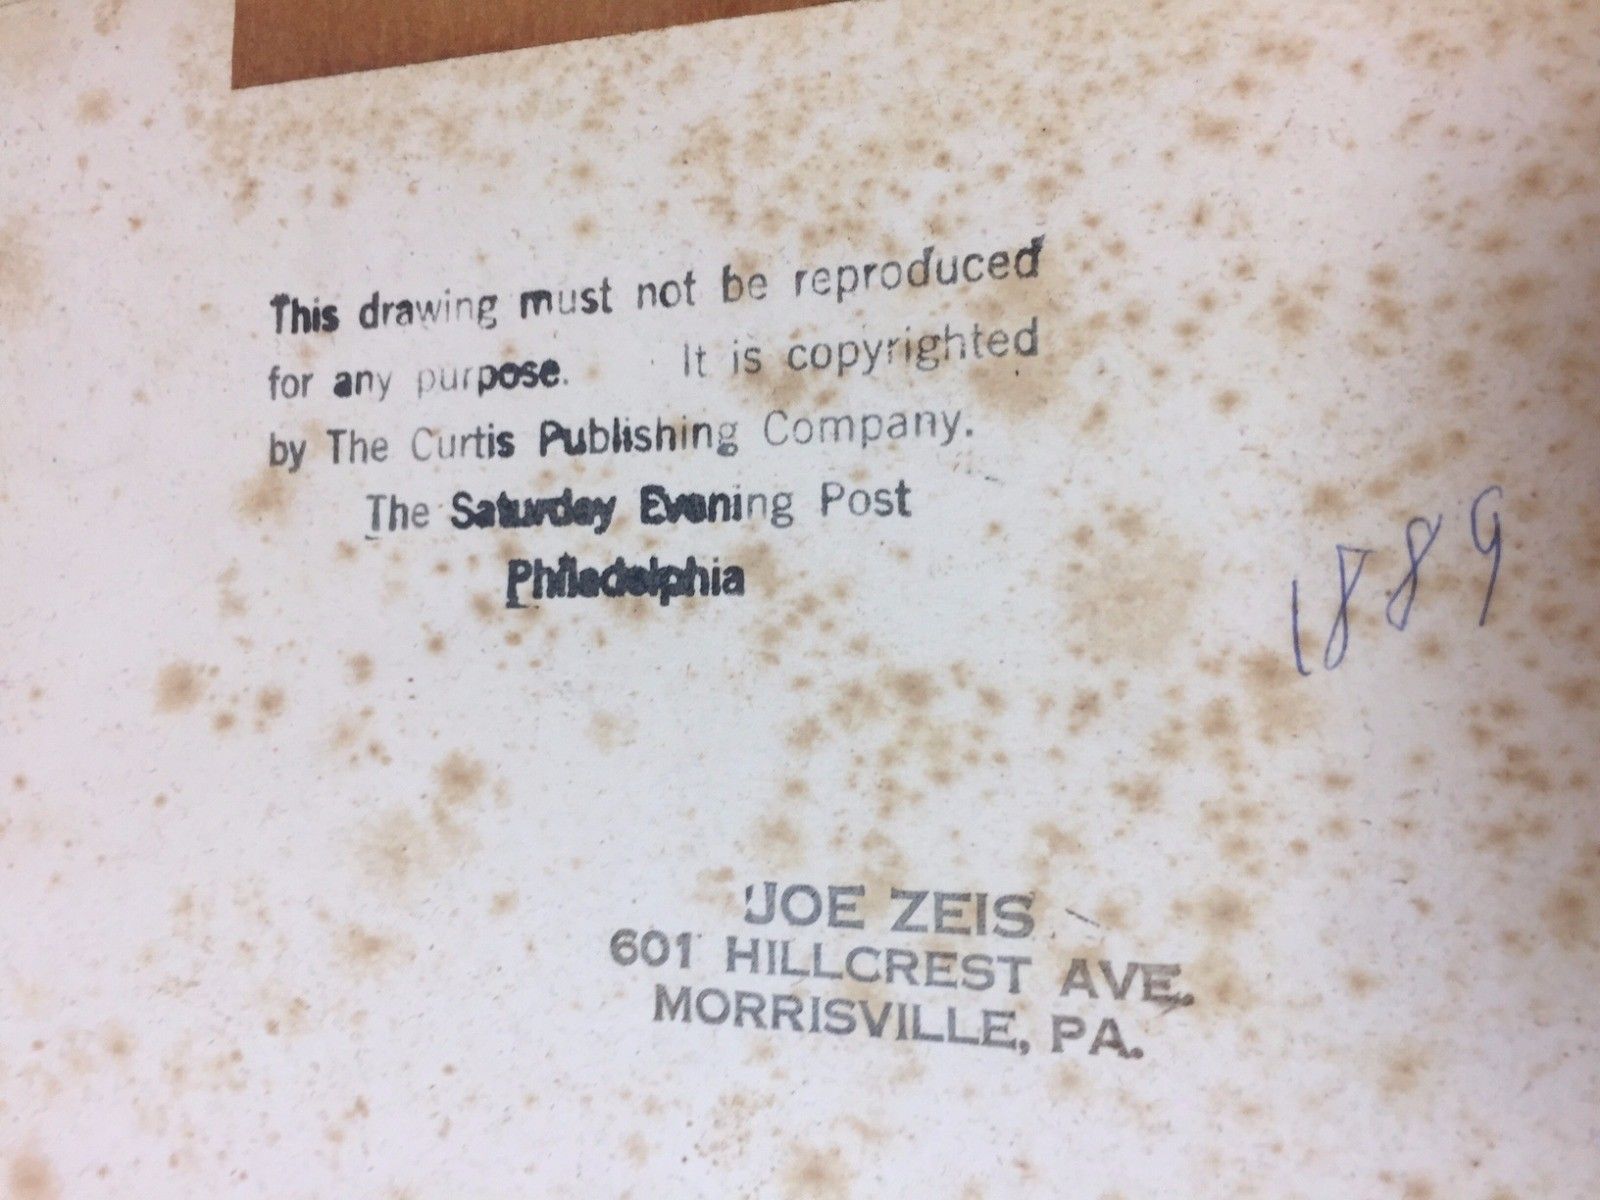 This drawing must not be reproduced
for any purpose. It is copyrighted
by The Curtis Publishing Company.
The Saturday Evening Post
Philadelphia
1889
JOE ZEIS
601 HILLCREST AVE.
MORRISVILLE, PA.